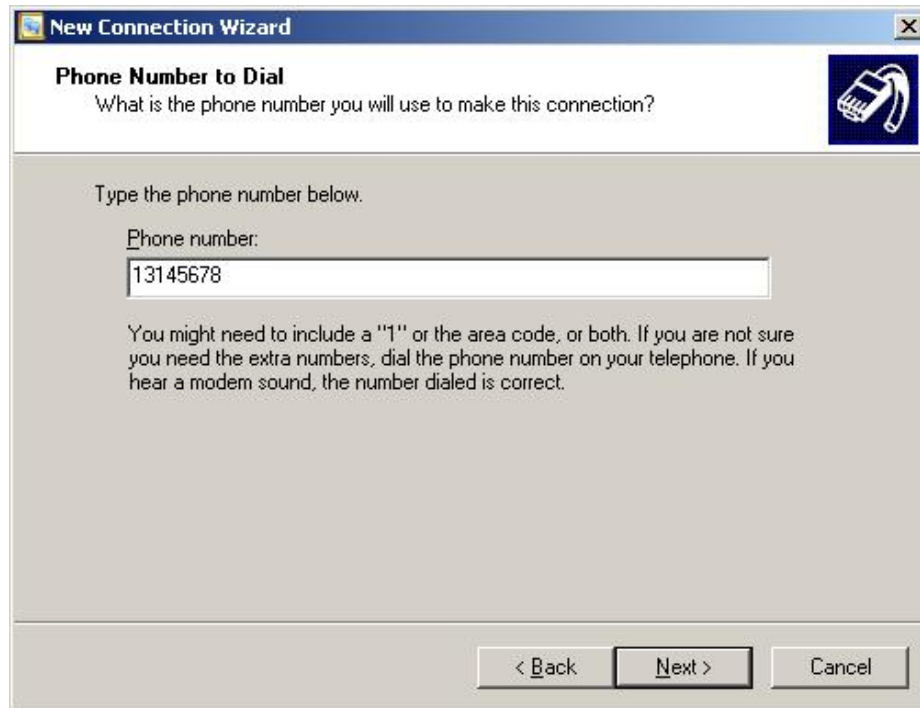 New Connection Wizard
Phone Number to Dial
What is the phone number you will use to make this connection?
Type the phone number below.
Phone number:
13145678
You might need to include a "1" or the area code, or both. If you are not sure
you need the extra numbers, dial the phone number on your telephone. If you
hear a modem sound, the number dialed is correct.
< Back Next > Cancel